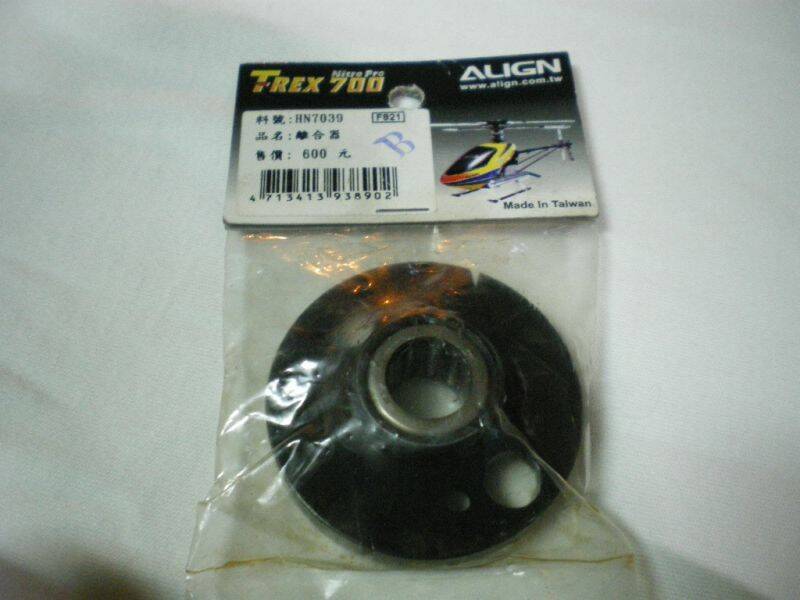 T-REX Nitro Pro 700
ALIGN
www.align.com.tw
料號:HN7039
F821
品名:離合器
B
售價: 600 元
4 713413 938902
Made In Taiwan